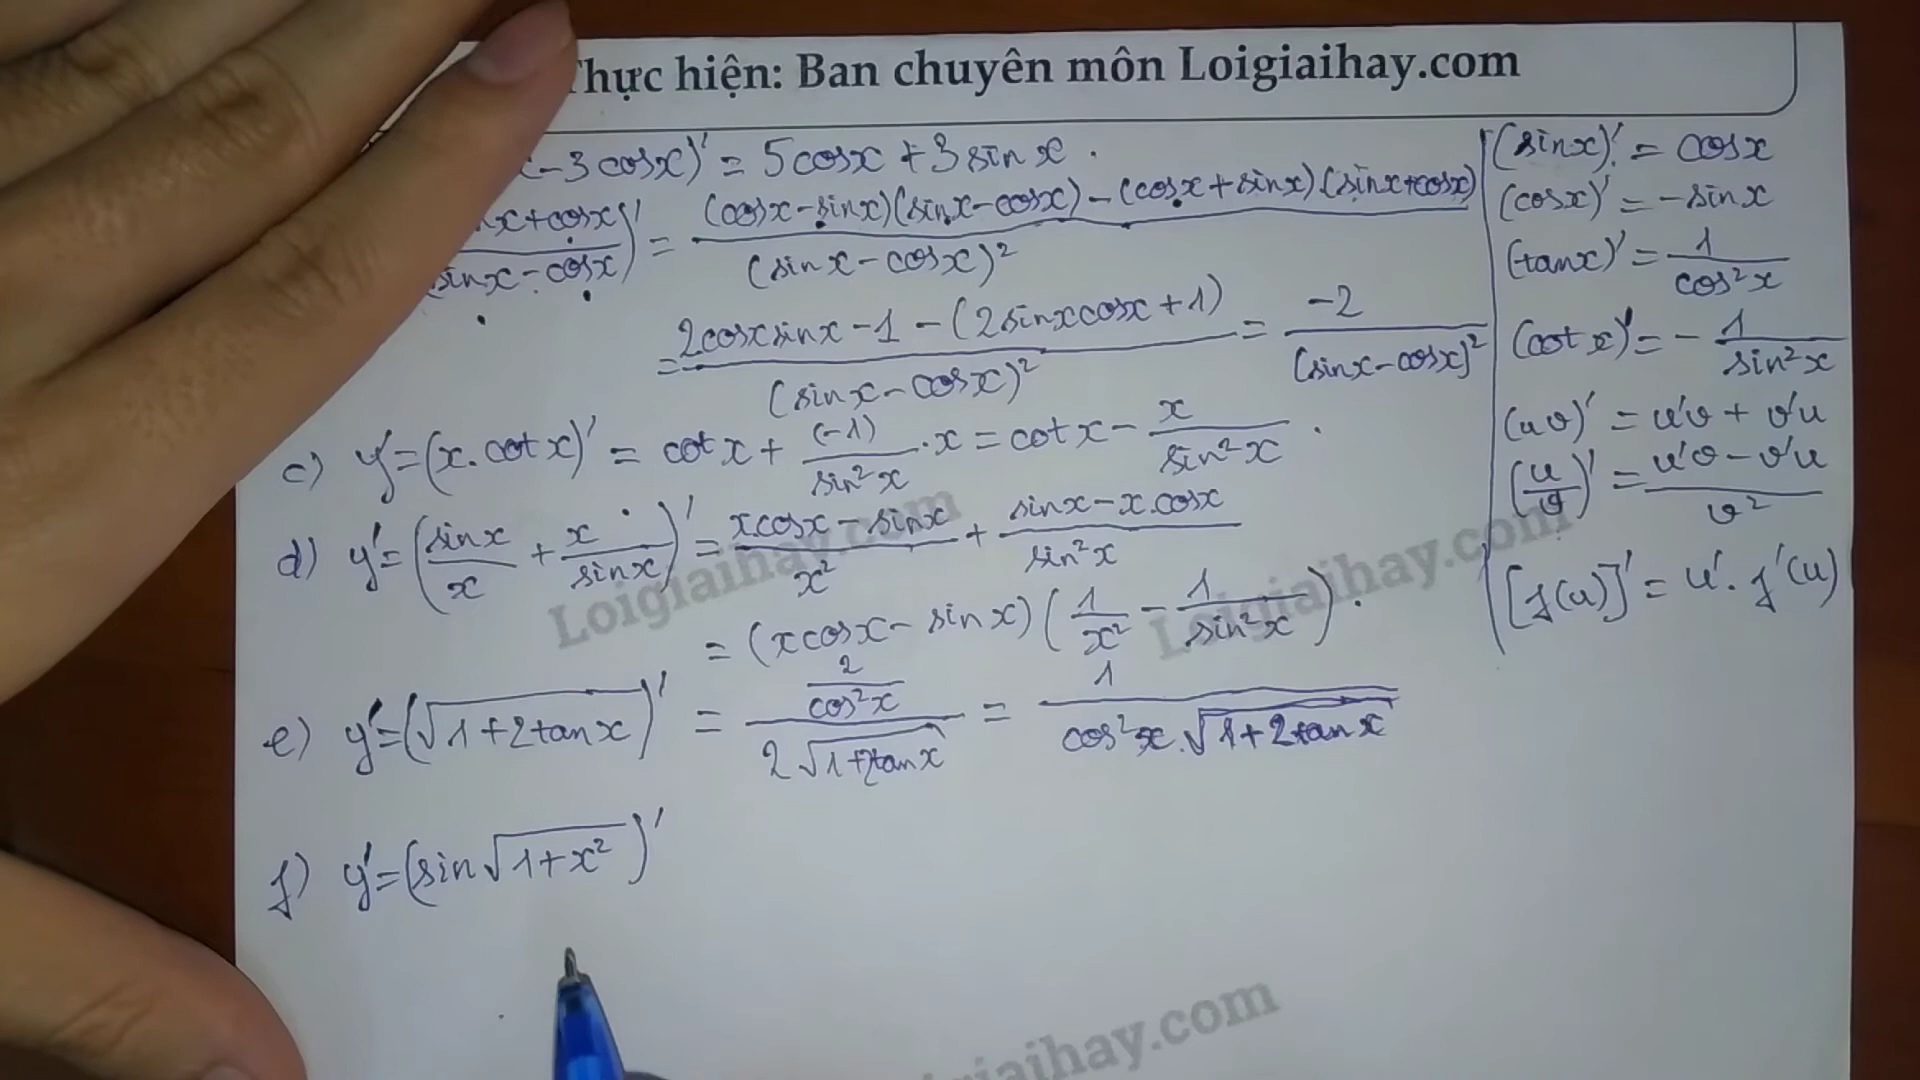 Thực hiện: Ban chuyên môn Loigiaihay.com
- 3cosx)' = 5cosx + 3sinx.
x+cosx)' / sinx - cosx) = (cosx - sinx)(sinx - cosx) - (cosx + sinx)(sinx+cosx) / (sinx - cosx)²
= 2cosxsinx - 1 - (2sinxcosx + 1) / (sinx - cosx)² = -2 / (sinx - cosx)²
c) y' = (x.cotx)' = cotx + (-1)/sin²x . x = cotx - x/sin²x .
d) y' = (sinx/x + x/sinx)' = xcosx - sinx / x² + sinx - x.cosx / sin²x
= (xcosx - sinx)(1/x² - 1/sin²x).
e) y' = (√1+2tanx)' = 2/cos²x / 2√1+2tanx = 1 / cos²x.√1+2tanx
f) y' = (sin√1+x²)'
(sinx)' = cosx
(cosx)' = -sinx
(tanx)' = 1/cos²x
(cotx)' = - 1/sin²x
(uv)' = u'v + v'u
(u/v)' = u'v - v'u / v²
[f(u)]' = u'.f'(u)
Loigiaihay.com
Loigiaihay.com
giaihay.com